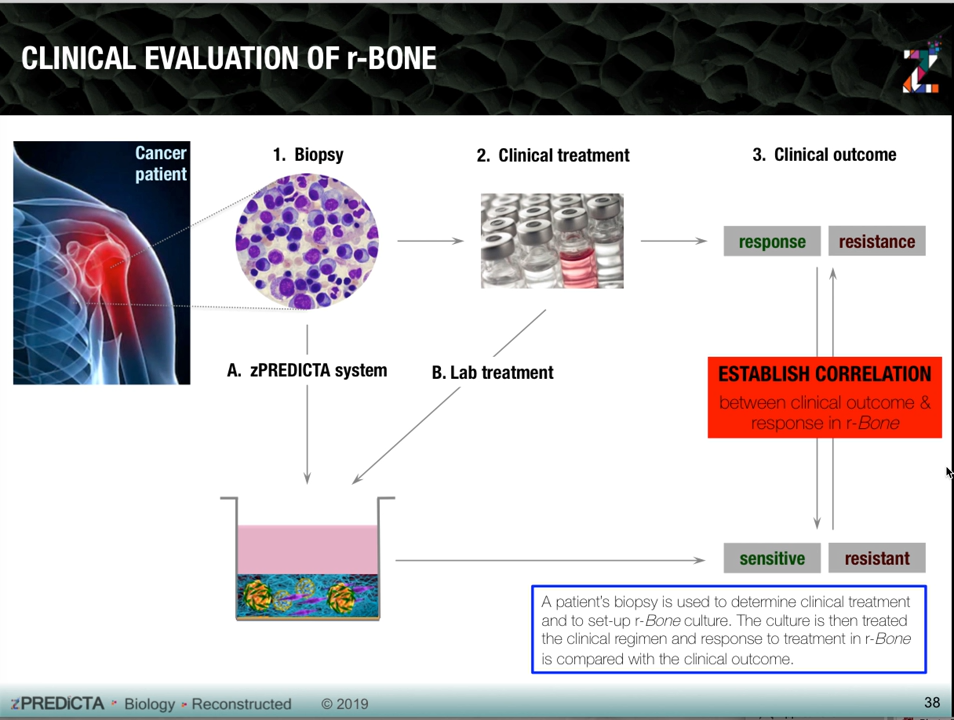 CLINICAL EVALUATION OF r-BONE
Cancer
patient
1. Biopsy
2. Clinical treatment
3. Clinical outcome
response
resistance
A. zPREDICTA system
B. Lab treatment
ESTABLISH CORRELATION
between clinical outcome &
response in r-Bone
sensitive
resistant
A patient's biopsy is used to determine clinical treatment
and to set-up r-Bone culture. The culture is then treated
the clinical regimen and response to treatment in r-Bone
is compared with the clinical outcome.
zPREDiCTA Biology Reconstructed © 2019
38